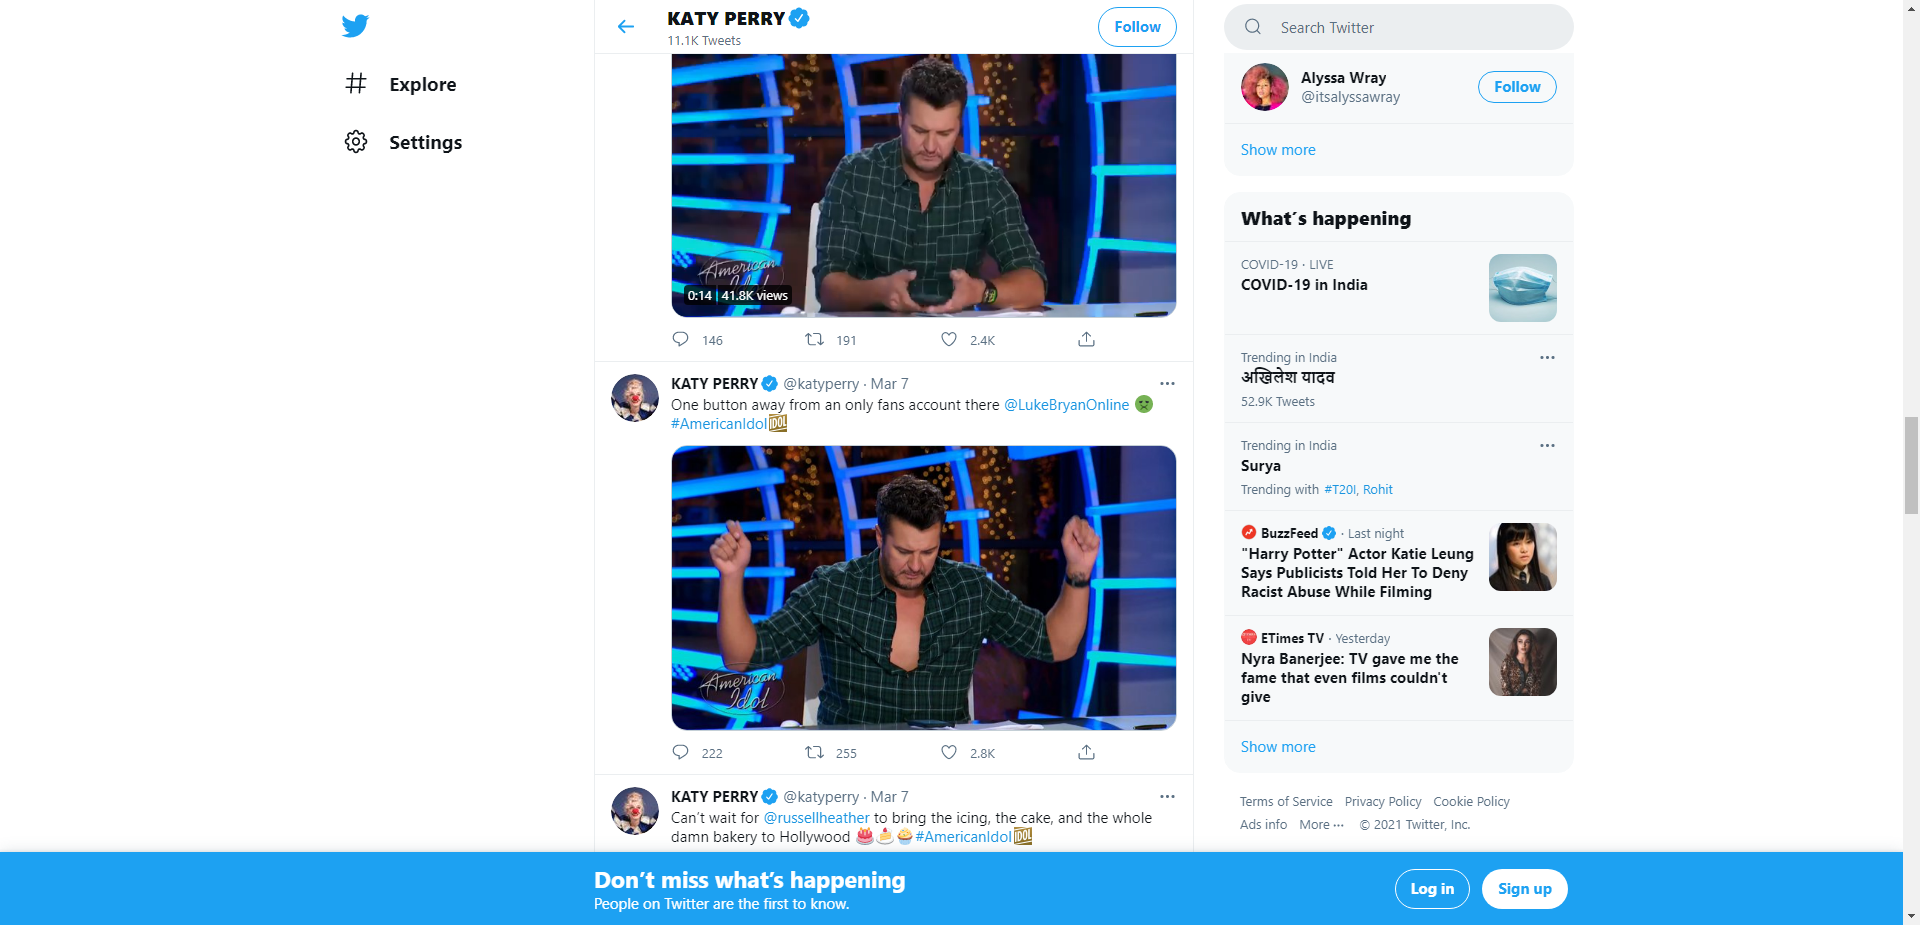 Explore
Settings
KATY PERRY
11.1K Tweets
Follow
American
Idol
0:14 | 41.8K views
146
191
2.4K
KATY PERRY @katyperry · Mar 7
One button away from an only fans account there @LukeBryanOnline
#AmericanIdol IDOL
American
Idol
222
255
2.8K
KATY PERRY @katyperry · Mar 7
Can't wait for @russellheather to bring the icing, the cake, and the whole
damn bakery to Hollywood #AmericanIdol IDOL
Search Twitter
Alyssa Wray
@itsalyssawray
Follow
Show more
What's happening
COVID-19 · LIVE
COVID-19 in India
Trending in India
अखिलेश यादव
52.9K Tweets
Trending in India
Surya
Trending with #T20I, Rohit
BuzzFeed · Last night
"Harry Potter" Actor Katie Leung
Says Publicists Told Her To Deny
Racist Abuse While Filming
ETimes TV · Yesterday
Nyra Banerjee: TV gave me the
fame that even films couldn't
give
Show more
Terms of Service Privacy Policy Cookie Policy
Ads info More ··· © 2021 Twitter, Inc.
Don't miss what's happening
People on Twitter are the first to know.
Log in
Sign up